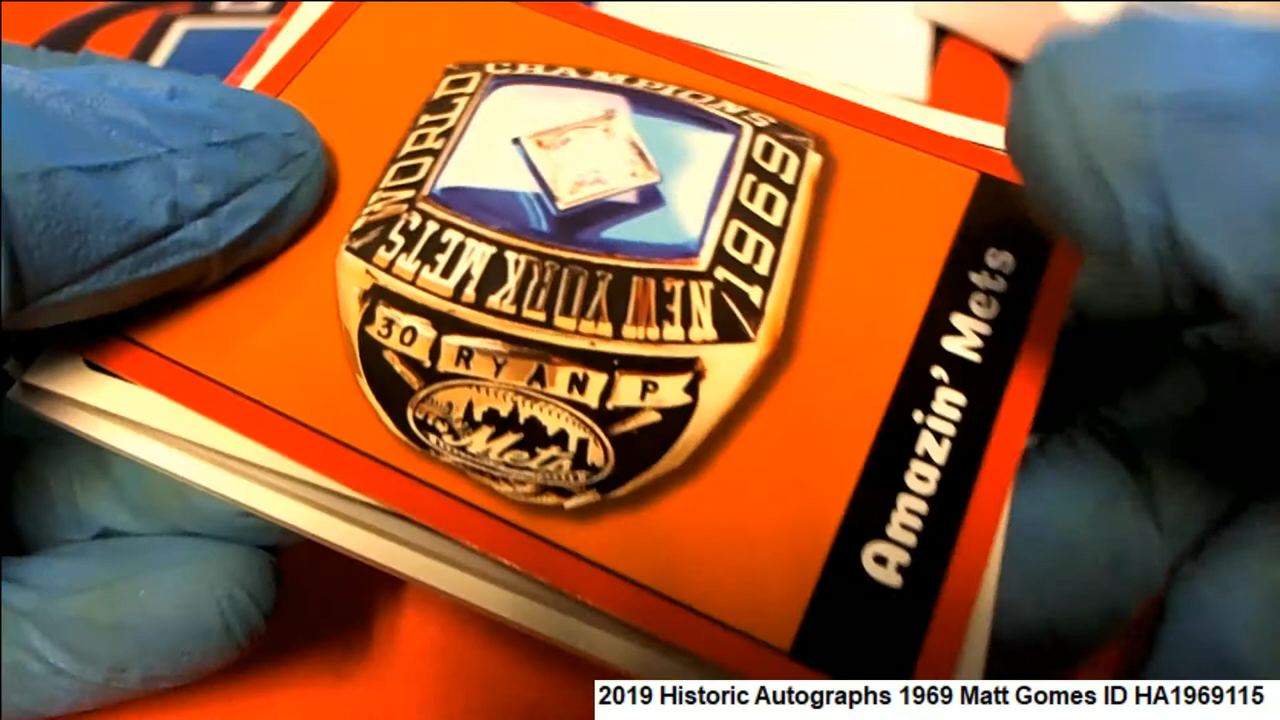 WORLD
CHAMPIONS
1969
NEW YORK METS
30 RYAN P
Mets
Amazin' Mets
2019 Historic Autographs 1969 Matt Gomes ID HA1969115